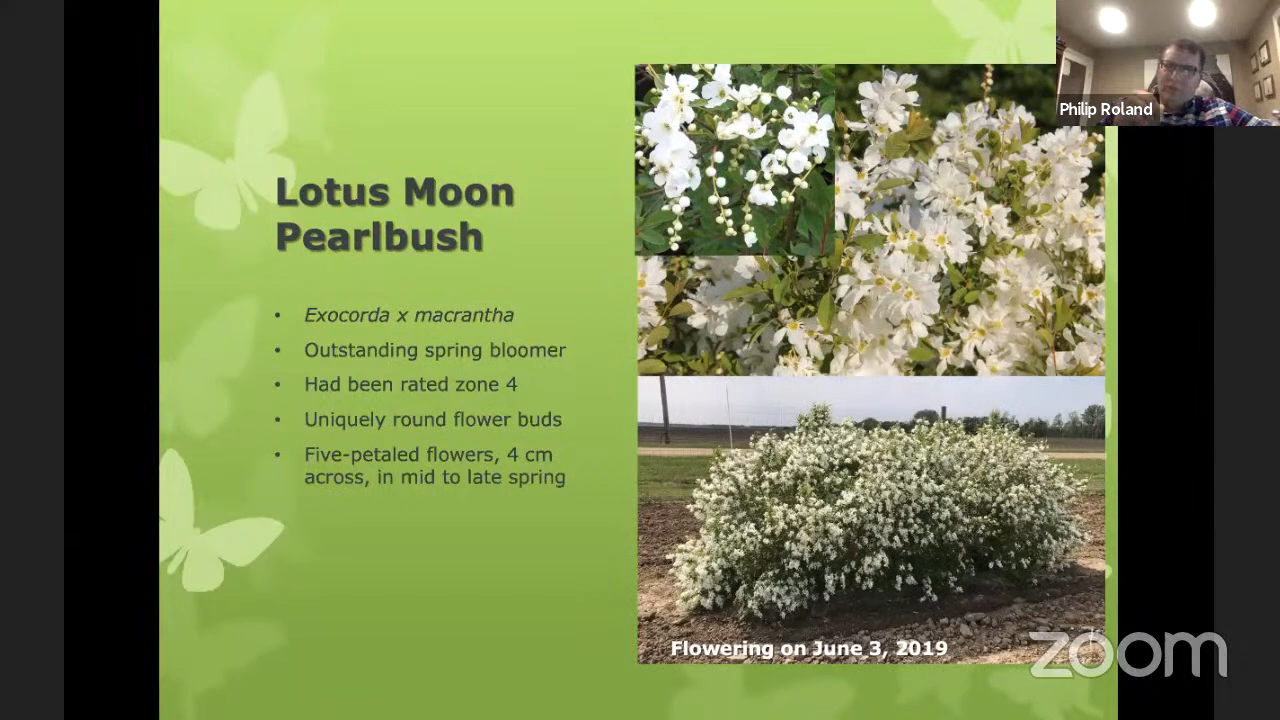 Philip Roland
Lotus Moon
Pearlbush
• Exocorda x macrantha
• Outstanding spring bloomer
• Had been rated zone 4
• Uniquely round flower buds
• Five-petaled flowers, 4 cm
across, in mid to late spring
Flowering on June 3, 2019
zoom